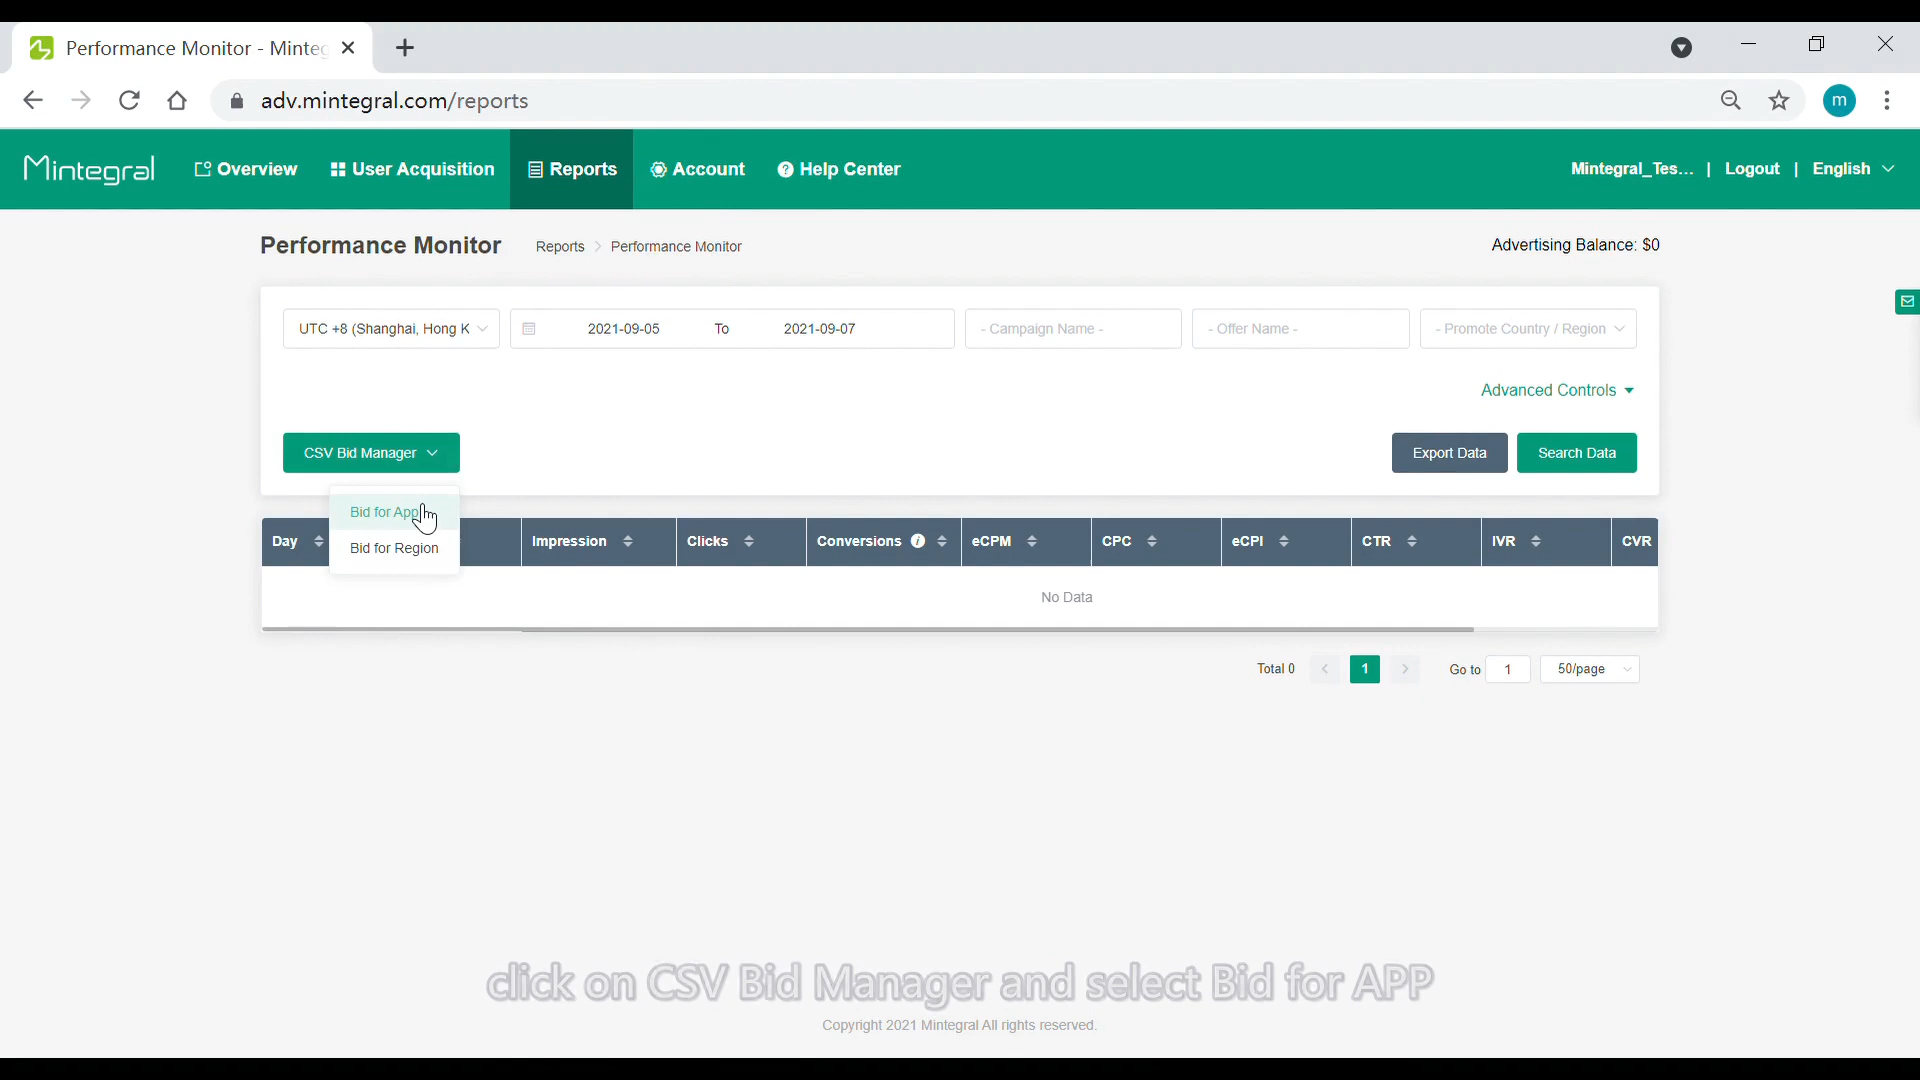 Performance Monitor - Minteg
adv.mintegral.com/reports
m
Mintegral Overview User Acquisition Reports Account Help Center Mintegral_Tes... | Logout | English
Performance Monitor Reports > Performance Monitor Advertising Balance: $0
UTC +8 (Shanghai, Hong K 2021-09-05 To 2021-09-07 - Campaign Name - - Offer Name - - Promote Country / Region
Advanced Controls
CSV Bid Manager Export Data Search Data
Bid for App
Bid for Region
Day Impression Clicks Conversions eCPM CPC eCPI CTR IVR CVR
No Data
Total 0 < 1 > Go to 1 50/page
click on CSV Bid Manager and select Bid for APP
Copyright 2021 Mintegral All rights reserved.